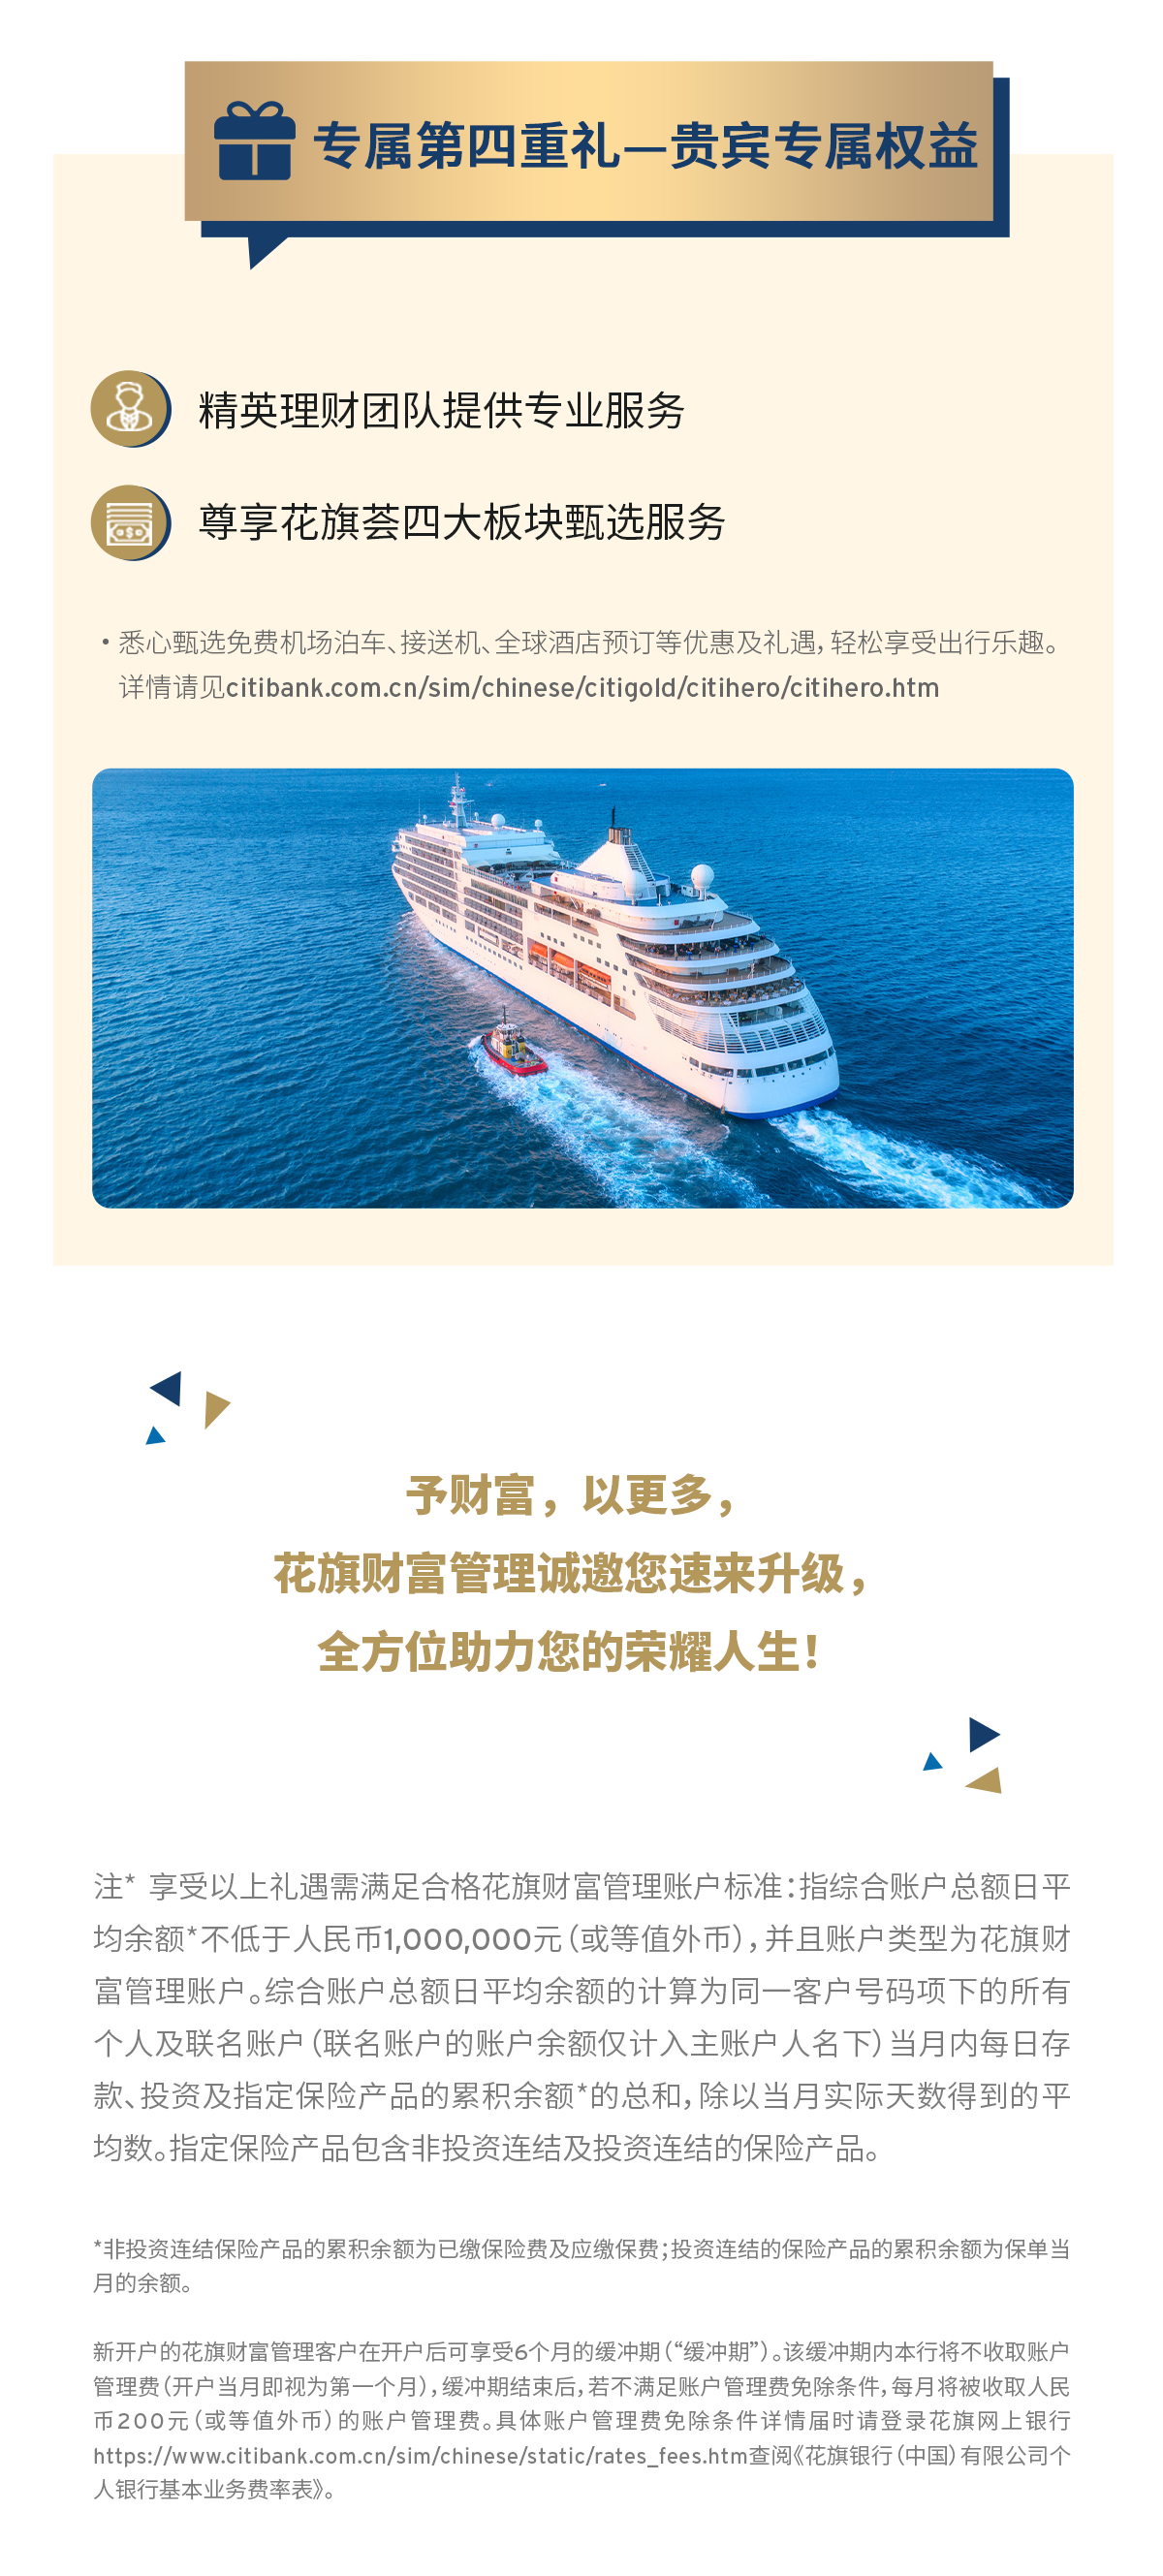 专属第四重礼—贵宾专属权益
精英理财团队提供专业服务
尊享花旗荟四大板块甄选服务
•悉心甄选免费机场泊车、接送机、全球酒店预订等优惠及礼遇，轻松享受出行乐趣。
详情请见citibank.com.cn/sim/chinese/citigold/citihero/citihero.htm
予财富，以更多，
花旗财富管理诚邀您速来升级，
全方位助力您的荣耀人生！
注* 享受以上礼遇需满足合格花旗财富管理账户标准：指综合账户总额日平
均余额*不低于人民币1,000,000元（或等值外币），并且账户类型为花旗财
富管理账户。综合账户总额日平均余额的计算为同一客户号码项下的所有
个人及联名账户（联名账户的账户余额仅计入主账户人名下）当月内每日存
款、投资及指定保险产品的累积余额*的总和，除以当月实际天数得到的平
均数。指定保险产品包含非投资连结及投资连结的保险产品。
*非投资连结保险产品的累积余额为已缴保险费及应缴保费；投资连结的保险产品的累积余额为保单当
月的余额。
新开户的花旗财富管理客户在开户后可享受6个月的缓冲期（“缓冲期”）。该缓冲期内本行将不收取账户
管理费（开户当月即视为第一个月），缓冲期结束后，若不满足账户管理费免除条件，每月将被收取人民
币200元（或等值外币）的账户管理费。具体账户管理费免除条件详情届时请登录花旗网上银行
https://www.citibank.com.cn/sim/chinese/static/rates_fees.htm查阅《花旗银行（中国）有限公司个
人银行基本业务费率表》。